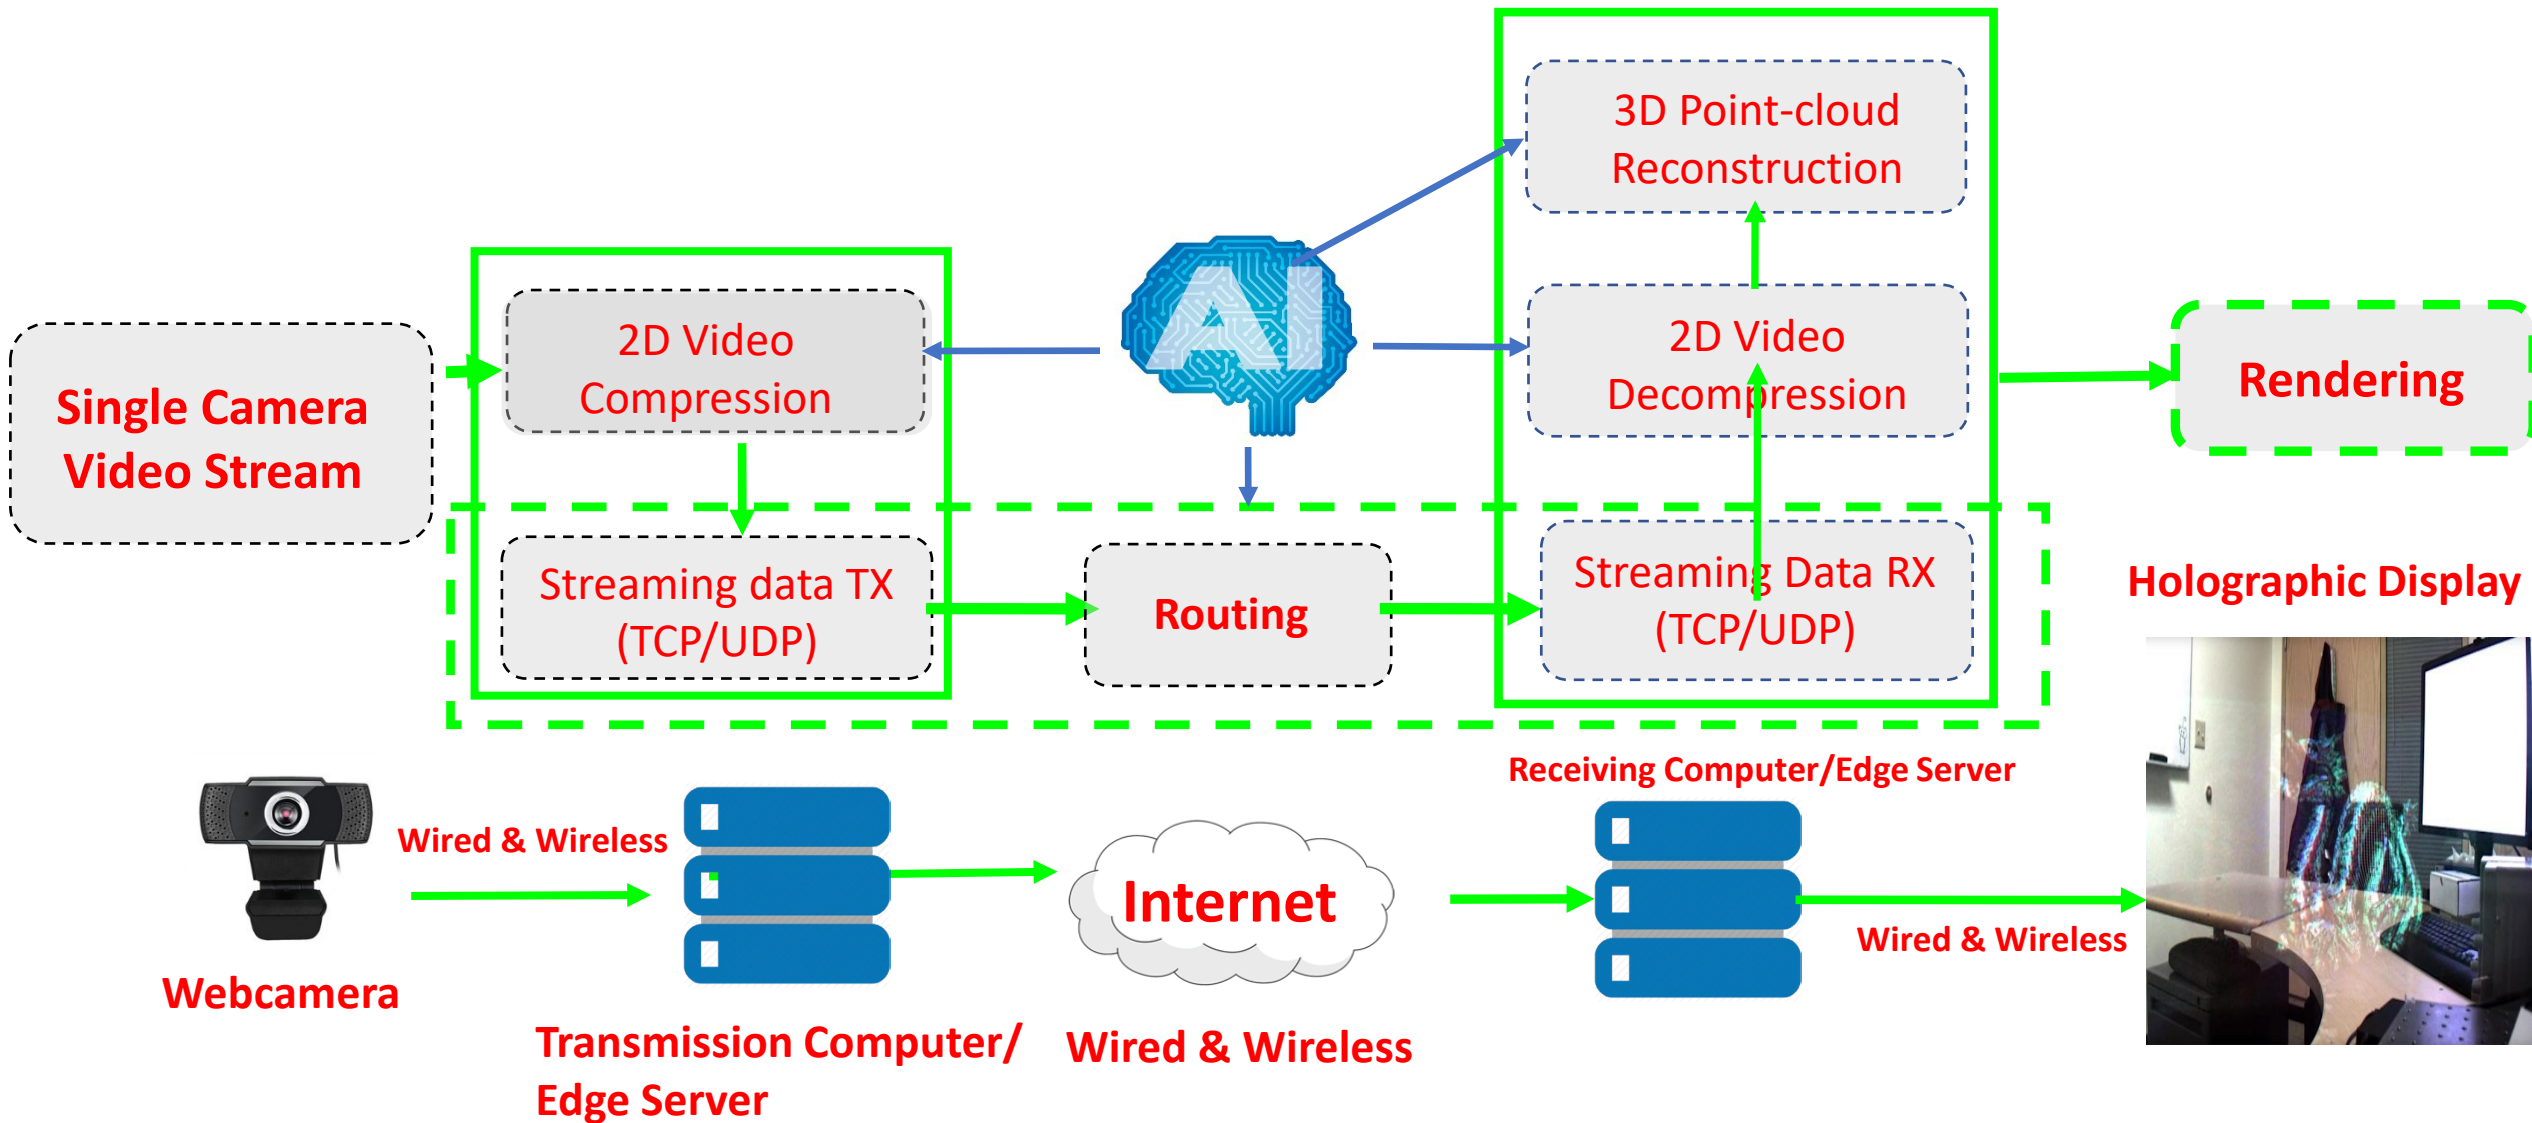 3D Point-cloud
Reconstruction
2D Video
Compression
AI
2D Video
Decompression
Single Camera
Video Stream
Rendering
Streaming data TX
(TCP/UDP)
Routing
Streaming Data RX
(TCP/UDP)
Holographic Display
Receiving Computer/Edge Server
Wired & Wireless
Internet
Wired & Wireless
Webcamera
Transmission Computer/
Edge Server
Wired & Wireless